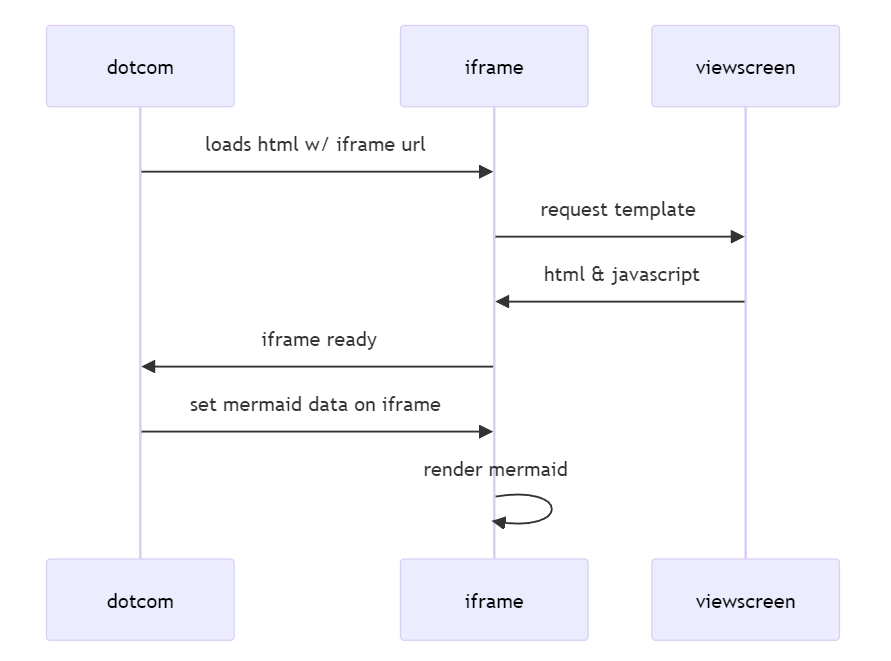 dotcom
iframe
viewscreen
loads html w/ iframe url
request template
html & javascript
iframe ready
set mermaid data on iframe
render mermaid
dotcom
iframe
viewscreen